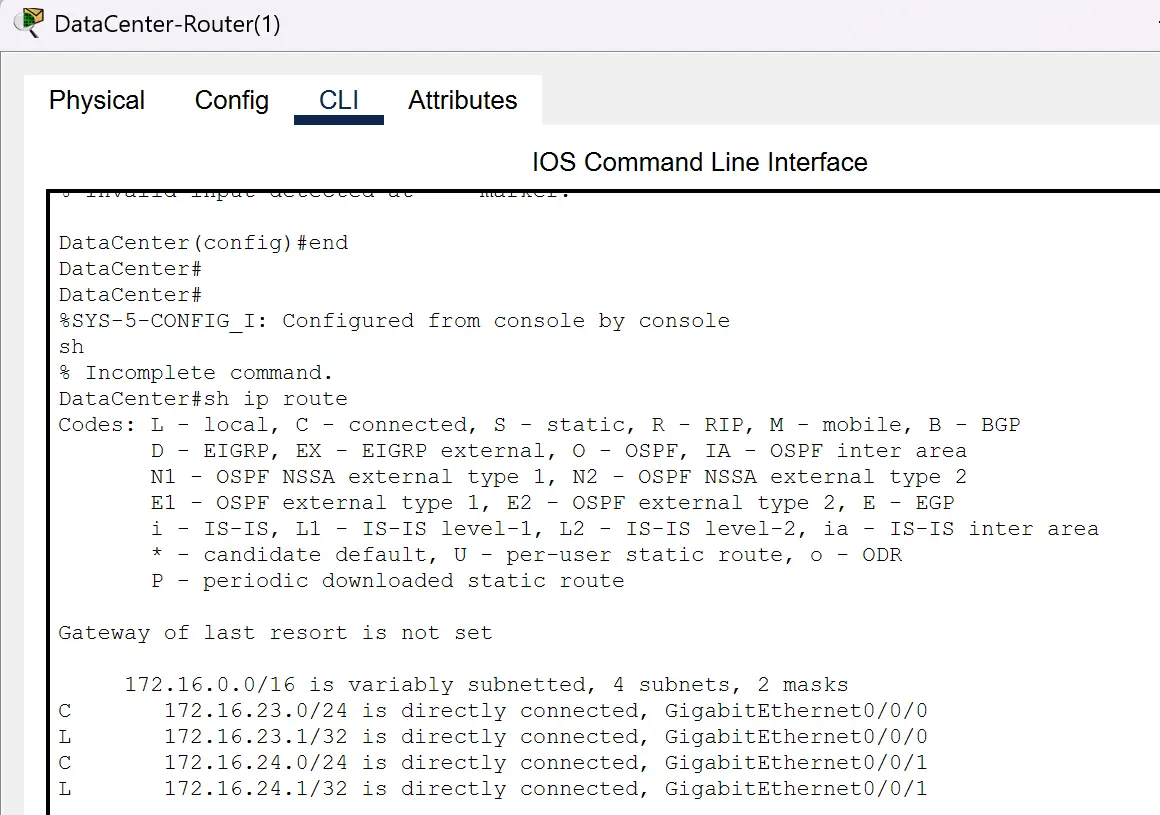 DataCenter-Router(1)
Physical Config CLI Attributes
IOS Command Line Interface
% Invalid input detected at marker.
DataCenter(config)#end
DataCenter#
DataCenter#
%SYS-5-CONFIG_I: Configured from console by console
sh
% Incomplete command.
DataCenter#sh ip route
Codes: L - local, C - connected, S - static, R - RIP, M - mobile, B - BGP
D - EIGRP, EX - EIGRP external, O - OSPF, IA - OSPF inter area
N1 - OSPF NSSA external type 1, N2 - OSPF NSSA external type 2
E1 - OSPF external type 1, E2 - OSPF external type 2, E - EGP
i - IS-IS, L1 - IS-IS level-1, L2 - IS-IS level-2, ia - IS-IS inter area
* - candidate default, U - per-user static route, o - ODR
P - periodic downloaded static route
Gateway of last resort is not set
172.16.0.0/16 is variably subnetted, 4 subnets, 2 masks
C 172.16.23.0/24 is directly connected, GigabitEthernet0/0/0
L 172.16.23.1/32 is directly connected, GigabitEthernet0/0/0
C 172.16.24.0/24 is directly connected, GigabitEthernet0/0/1
L 172.16.24.1/32 is directly connected, GigabitEthernet0/0/1